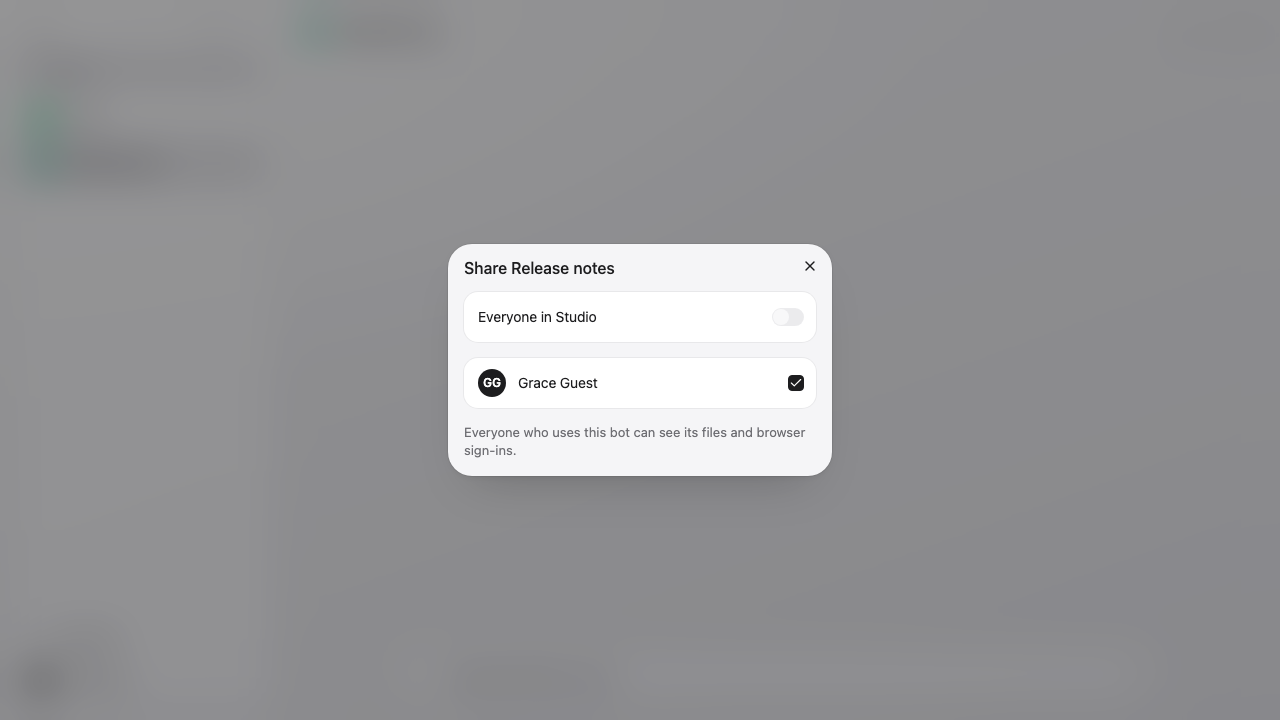 Share Release notes
Everyone in Studio
GG Grace Guest
Everyone who uses this bot can see its files and browser
sign-ins.